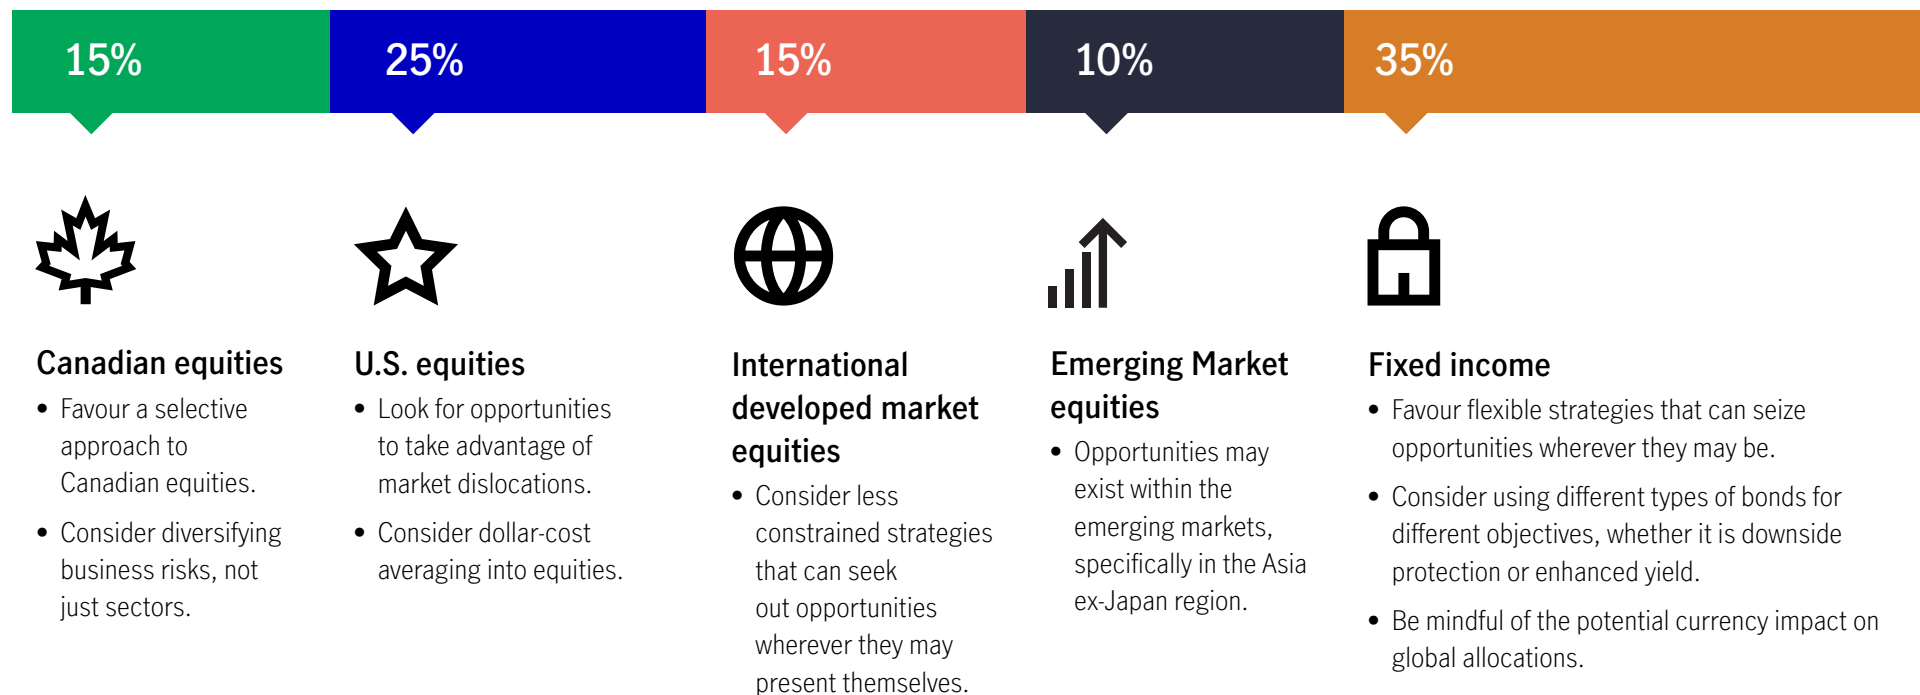 15%
25%
15%
10%
35%
Canadian equities
• Favour a selective
approach to
Canadian equities.
• Consider diversifying
business risks, not
just sectors.
U.S. equities
• Look for opportunities
to take advantage of
market dislocations.
• Consider dollar-cost
averaging into equities.
International
developed market
equities
• Consider less
constrained strategies
that can seek
out opportunities
wherever they may
present themselves.
Emerging Market
equities
• Opportunities may
exist within the
emerging markets,
specifically in the Asia
ex-Japan region.
Fixed income
• Favour flexible strategies that can seize
opportunities wherever they may be.
• Consider using different types of bonds for
different objectives, whether it is downside
protection or enhanced yield.
• Be mindful of the potential currency impact on
global allocations.